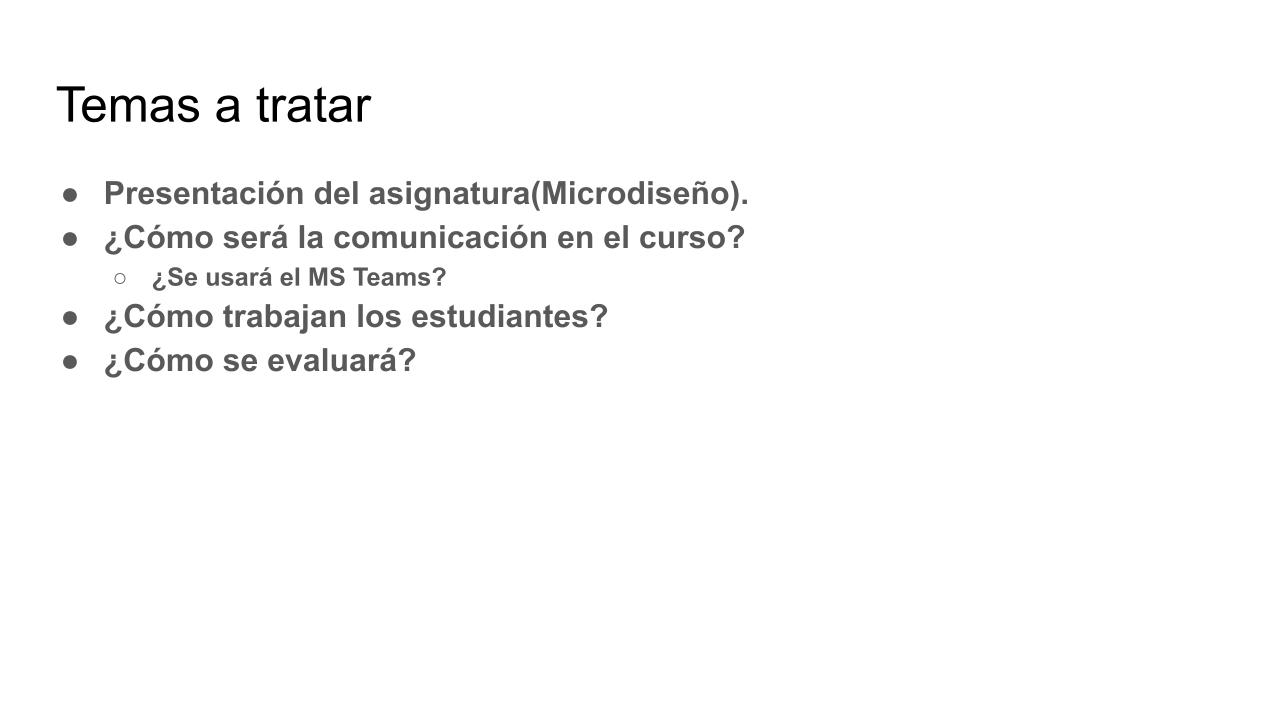 Temas a tratar
● Presentación del asignatura(Microdiseño).
● ¿Cómo será la comunicación en el curso?
○ ¿Se usará el MS Teams?
● ¿Cómo trabajan los estudiantes?
● ¿Cómo se evaluará?